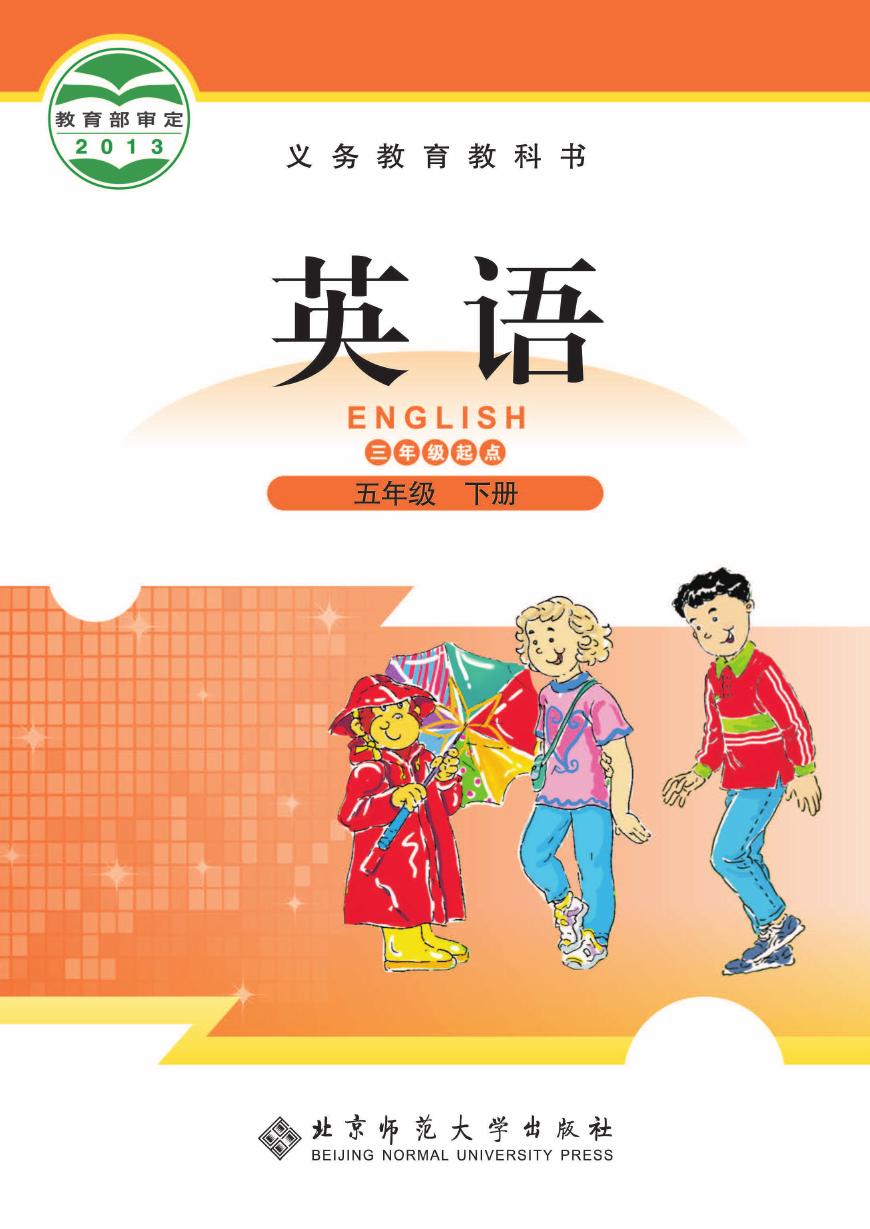 教育部审定
2013
义务教育教科书
英语
ENGLISH
三年级起点
五年级 下册
北京师范大学出版社
BEIJING NORMAL UNIVERSITY PRESS